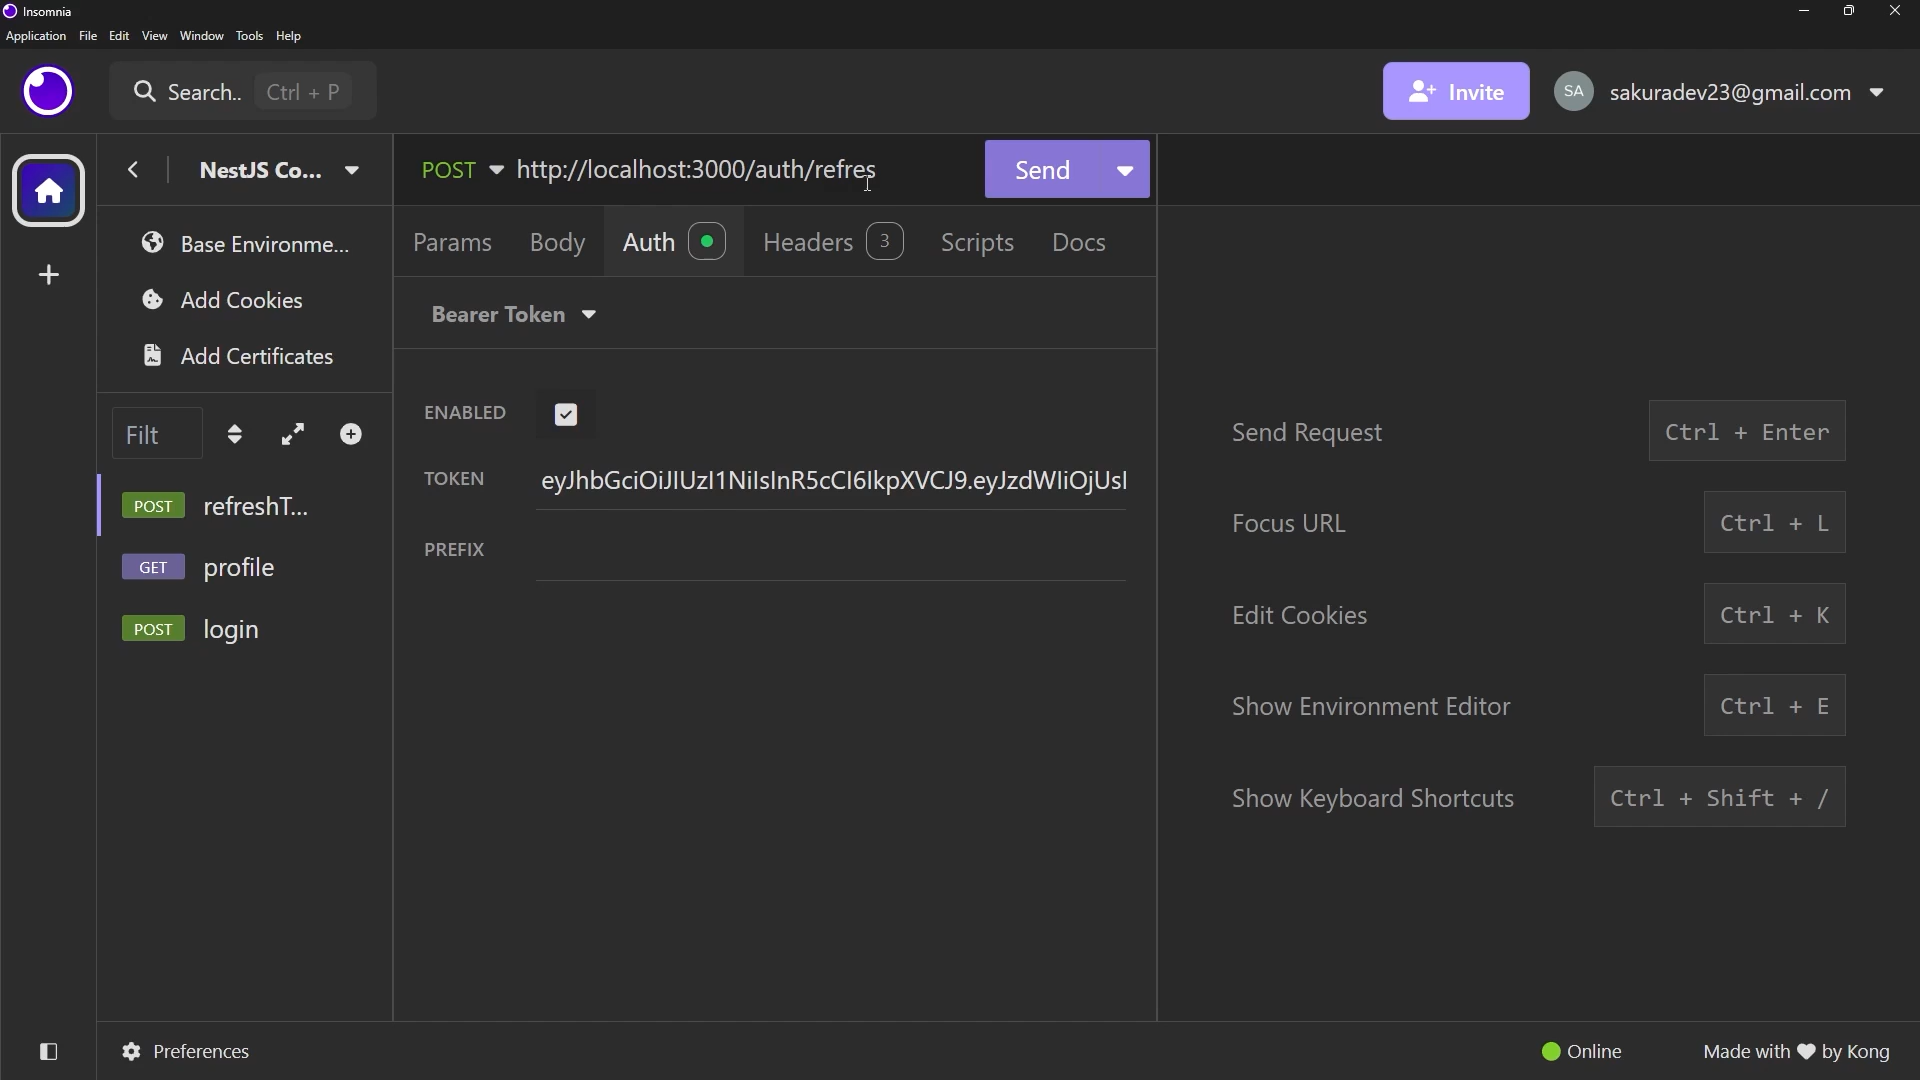 Insomnia
Application File Edit View Window Tools Help
Search.. Ctrl + P
Invite
SA sakuradev23@gmail.com
NestJS Co...
POST http://localhost:3000/auth/refres
Send
Base Environme...
Add Cookies
Add Certificates
Filt
POST refreshT...
GET profile
POST login
Params Body Auth Headers 3 Scripts Docs
Bearer Token
ENABLED
TOKEN eyJhbGciOiJIUzI1NiIsInR5cCI6IkpXVCJ9.eyJzdWIiOjUsI
PREFIX
Send Request Ctrl + Enter
Focus URL Ctrl + L
Edit Cookies Ctrl + K
Show Environment Editor Ctrl + E
Show Keyboard Shortcuts Ctrl + Shift + /
Preferences
Online
Made with ♥ by Kong